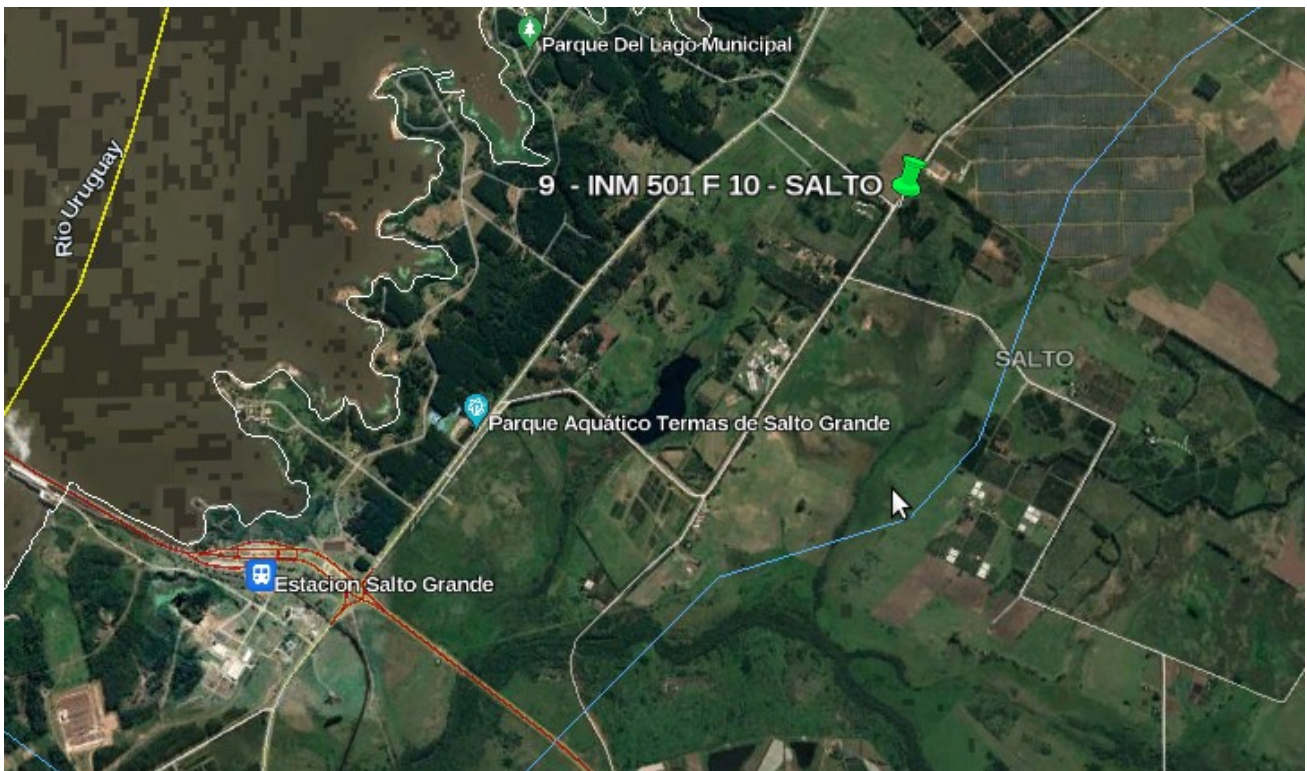 Parque Del Lago Municipal
Río Uruguay
9 - INM 501 F 10 - SALTO
SALTO
Parque Aquático Termas de Salto Grande
Estacion Salto Grande